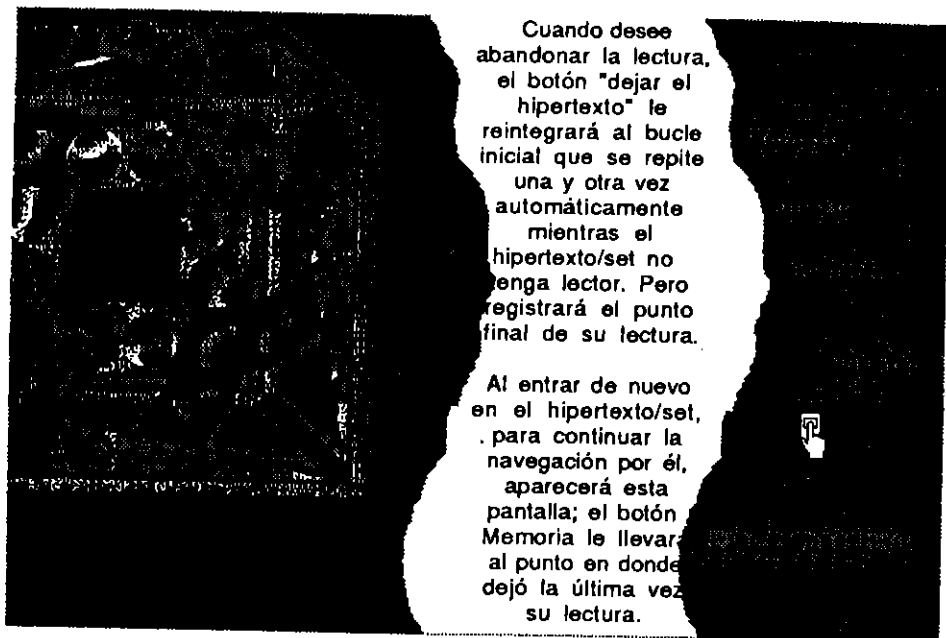 Cuando desee
abandonar la lectura,
el botón "dejar el
hipertexto" le
reintegrará al bucle
inicial que se repite
una y otra vez
automáticamente
mientras el
hipertexto/set no
tenga lector. Pero
registrará el punto
final de su lectura.
Al entrar de nuevo
en el hipertexto/set,
para continuar la
navegación por él,
aparecerá esta
pantalla; el botón
Memoria le llevará
al punto en donde
dejó la última vez
su lectura.